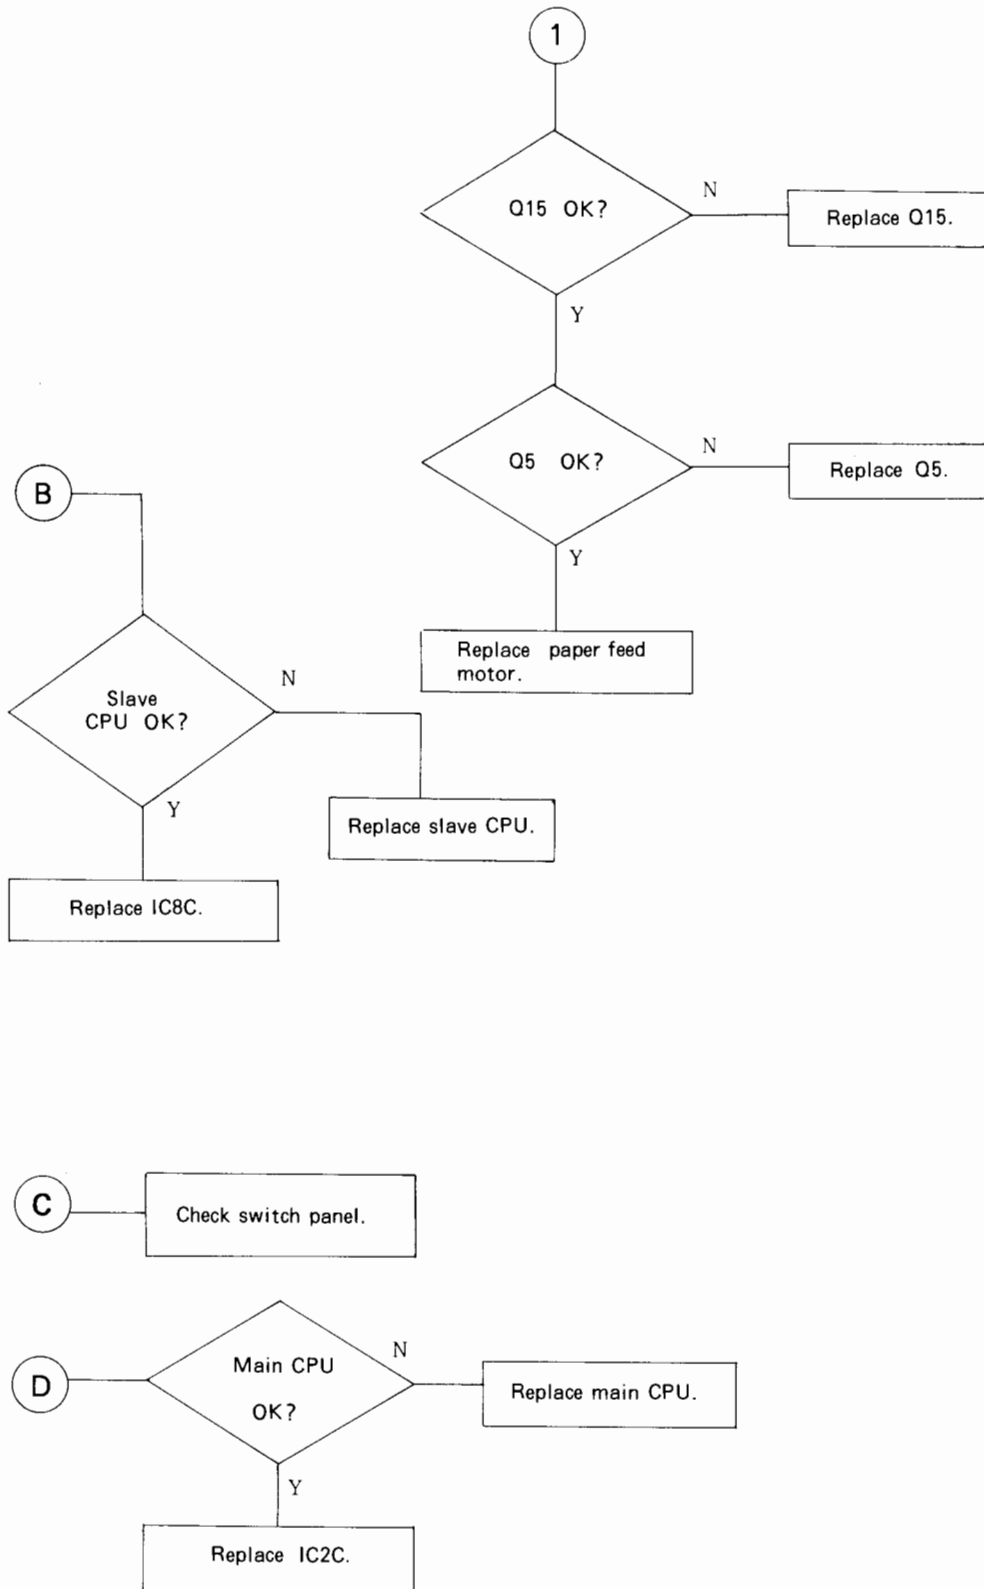 1
Q15 OK?
N
Replace Q15.
Y
Q5 OK?
N
Replace Q5.
Y
Replace paper feed
motor.
B
Slave
CPU OK?
N
Replace slave CPU.
Y
Replace IC8C.
C
Check switch panel.
D
Main CPU
OK?
N
Replace main CPU.
Y
Replace IC2C.